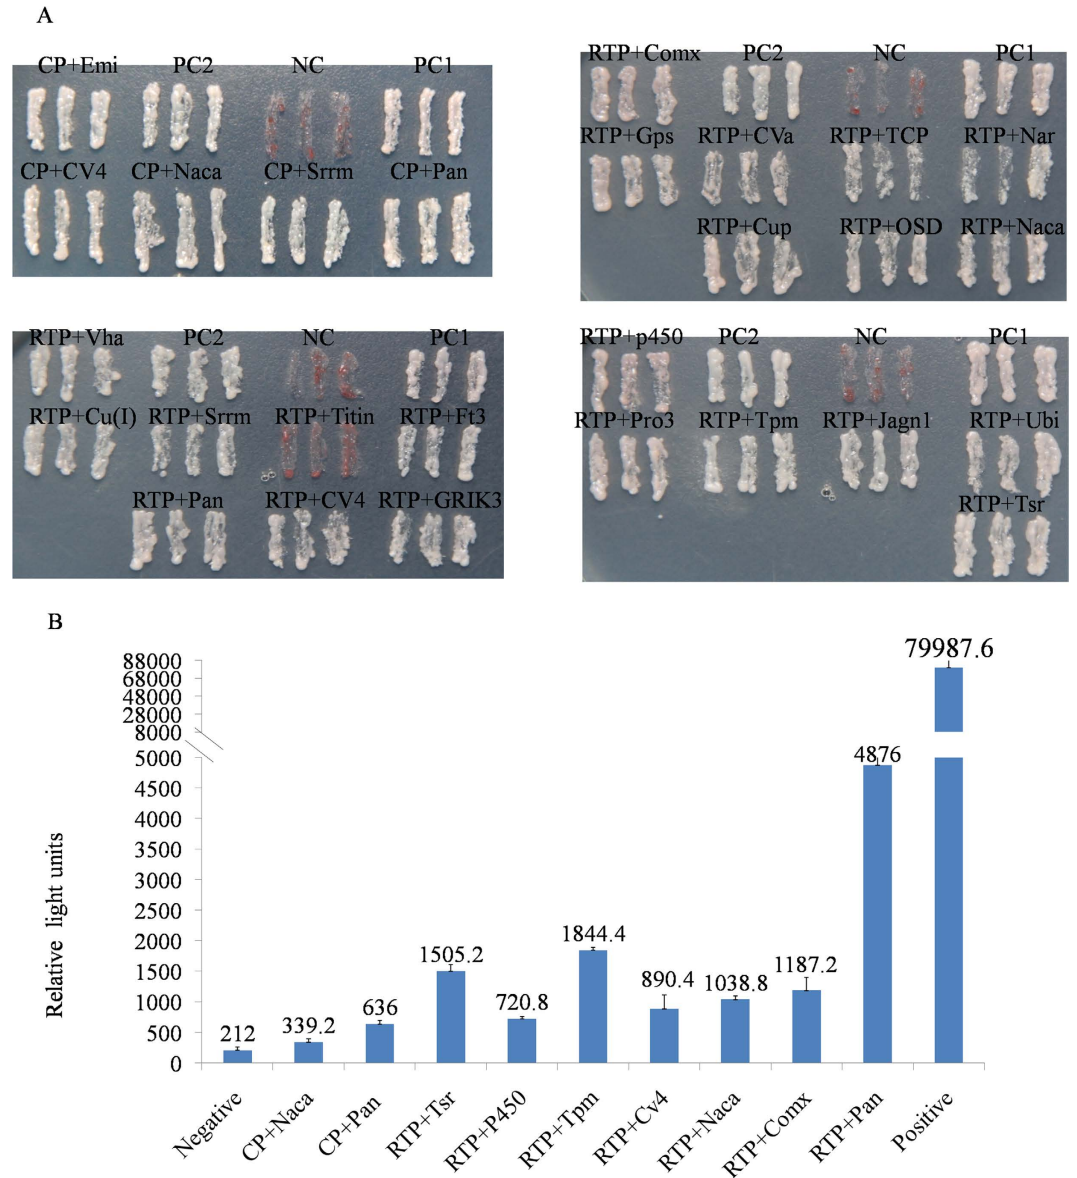 A
CP+Emi PC2 NC PC1
CP+CV4 CP+Naca CP+Srrm CP+Pan
RTP+Comx PC2 NC PC1
RTP+Gps RTP+CVa RTP+TCP RTP+Nar
RTP+Cup RTP+OSD RTP+Naca
RTP+Vha PC2 NC PC1
RTP+Cu(I) RTP+Srrm RTP+Titin RTP+Ft3
RTP+Pan RTP+CV4 RTP+GRIK3
RTP+p450 PC2 NC PC1
RTP+Pro3 RTP+Tpm RTP+Jagn1 RTP+Ubi
RTP+Tsr
B
88000
68000
48000
28000
8000
5000
4500
4000
3500
3000
2500
2000
1500
1000
500
0
Relative light units
212
339.2
636
1505.2
720.8
1844.4
890.4
1038.8
1187.2
4876
79987.6
Negative
CP+Naca
CP+Pan
RTP+Tsr
RTP+P450
RTP+Tpm
RTP+Cv4
RTP+Naca
RTP+Comx
RTP+Pan
Positive